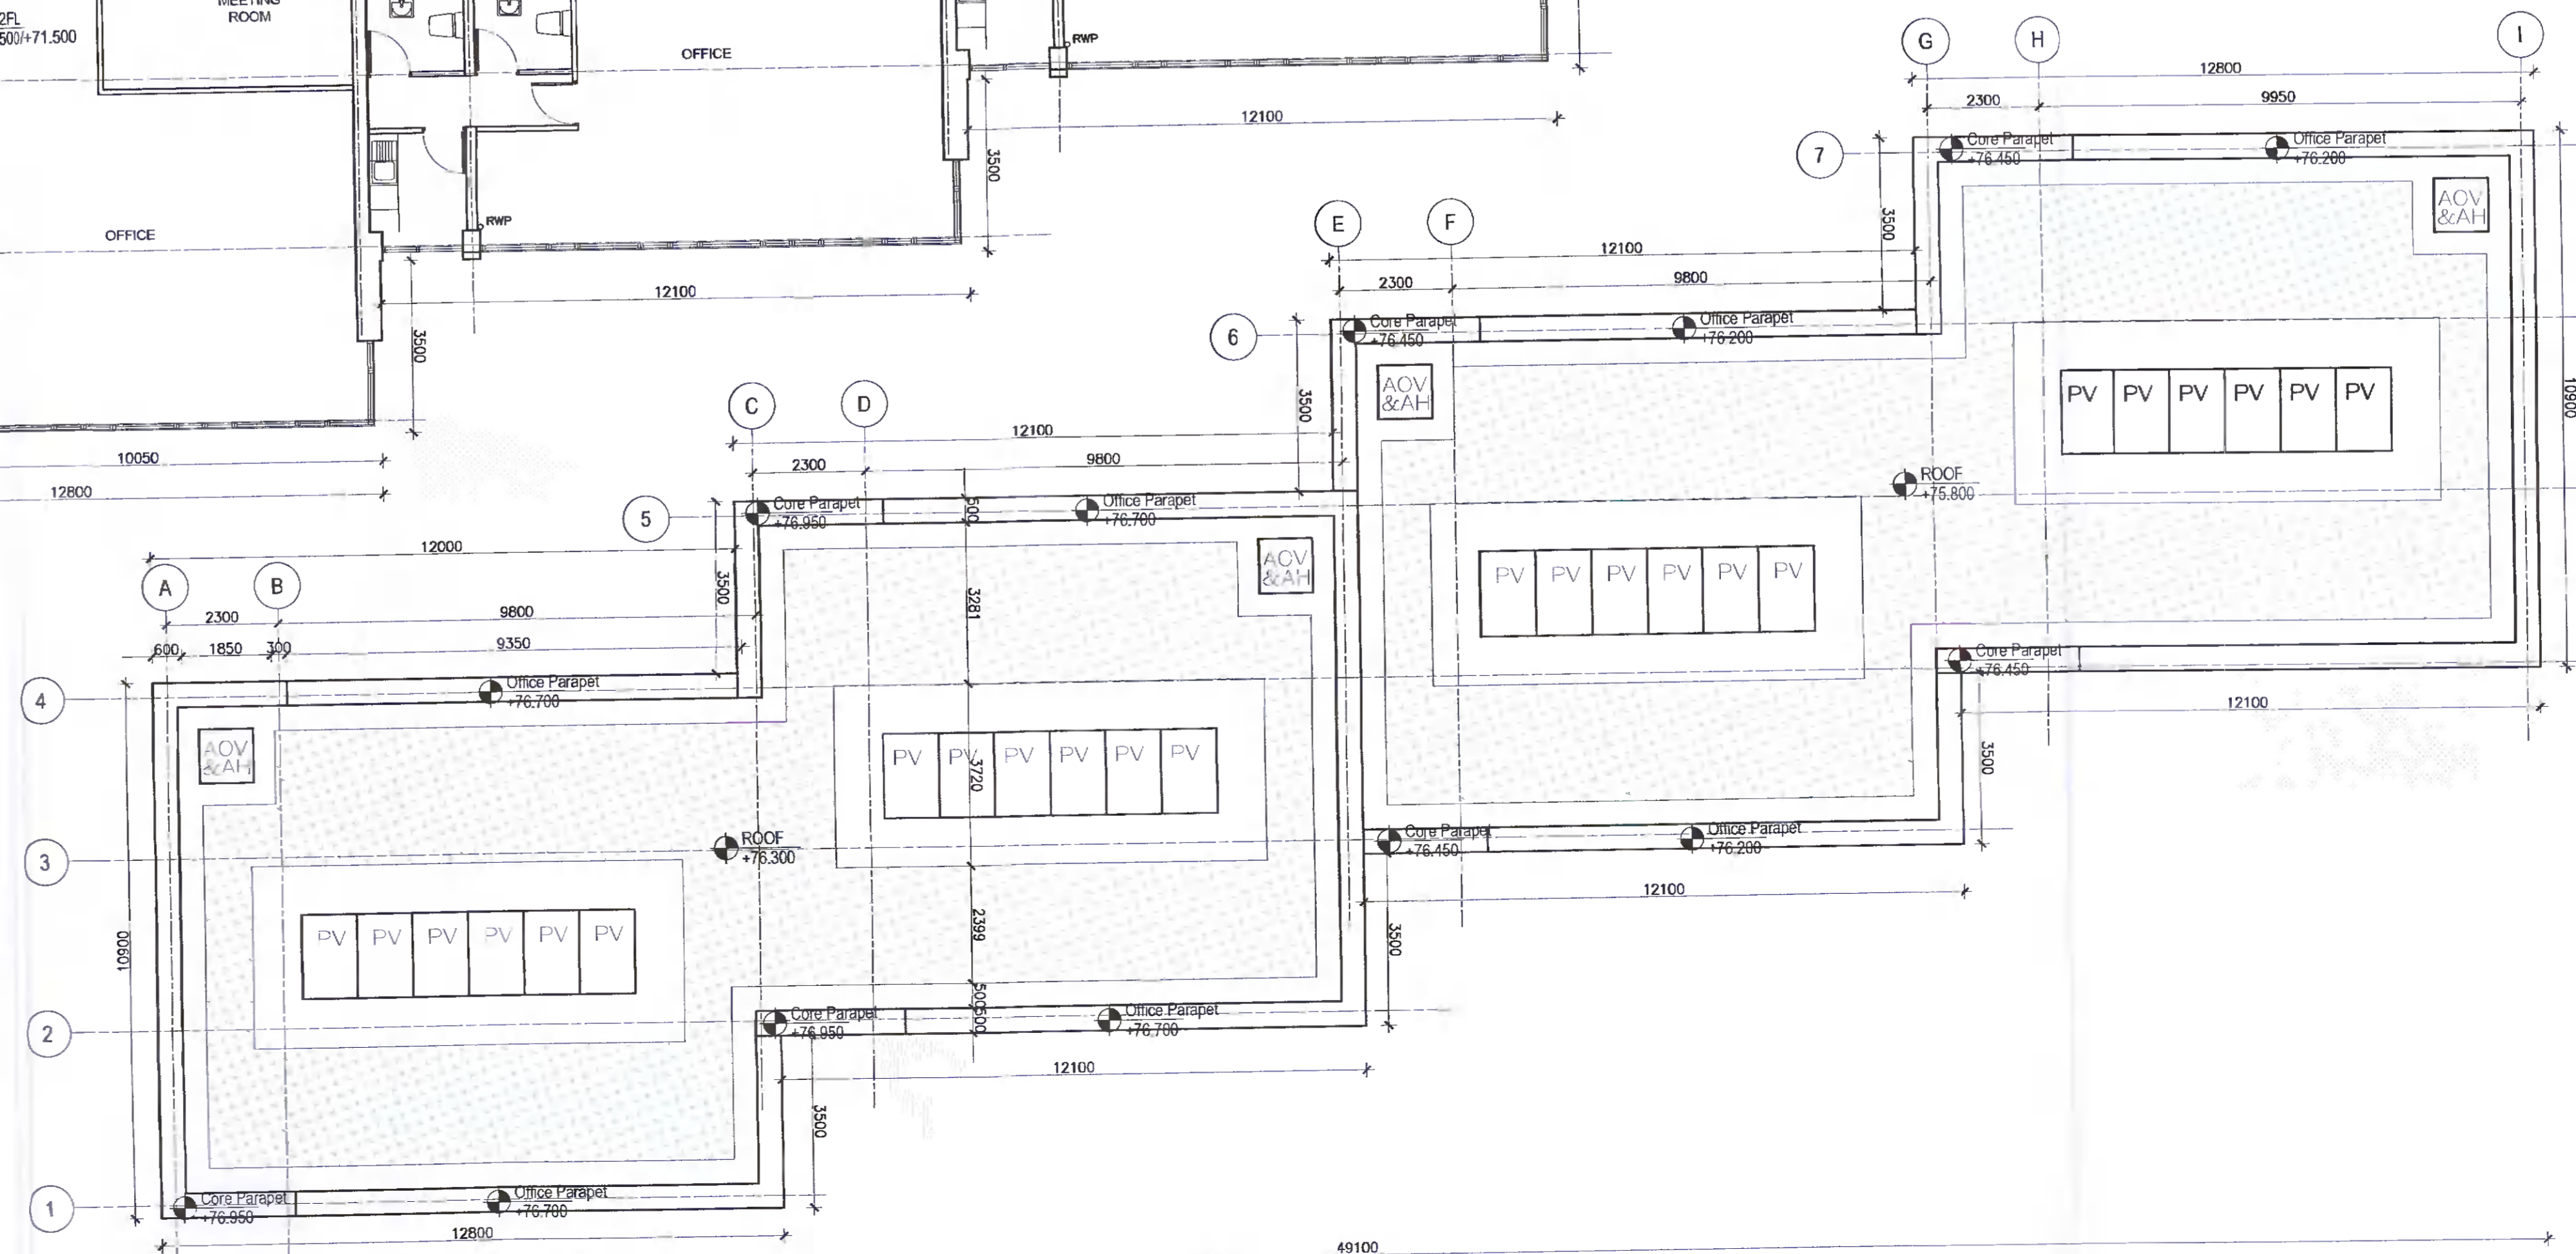 MEETING
ROOM
2FL
500/+71.500
OFFICE
RWP
12100
3500
OFFICE
RWP
12100
3500
10050
12800
G
H
I
12800
2300
9950
7
Core Parapet
+76.450
Office Parapet
+76.200
3500
AOV
&AH
10900
E
F
12100
2300
9800
6
Core Parapet
+76.450
Office Parapet
+76.200
3500
AOV
&AH
PV PV PV PV PV PV
ROOF
+75.800
PV PV PV PV PV PV
C
D
12100
2300
9800
5
Core Parapet
+76.950
500
Office Parapet
+76.700
12000
3500
AOV
&AH
A
B
2300
9800
3281
600
1850
300
9350
Core Parapet
+76.450
4
Office Parapet
+76.700
12100
3500
AOV
&AH
PV PV PV PV PV PV
3720
ROOF
+76.300
3
Core Parapet
+76.450
Office Parapet
+76.200
12100
10900
PV PV PV PV PV PV
2399
3500
500
500
2
Core Parapet
+76.950
Office Parapet
+76.700
12100
3500
1
Core Parapet
+76.950
Office Parapet
+76.700
12800
49100